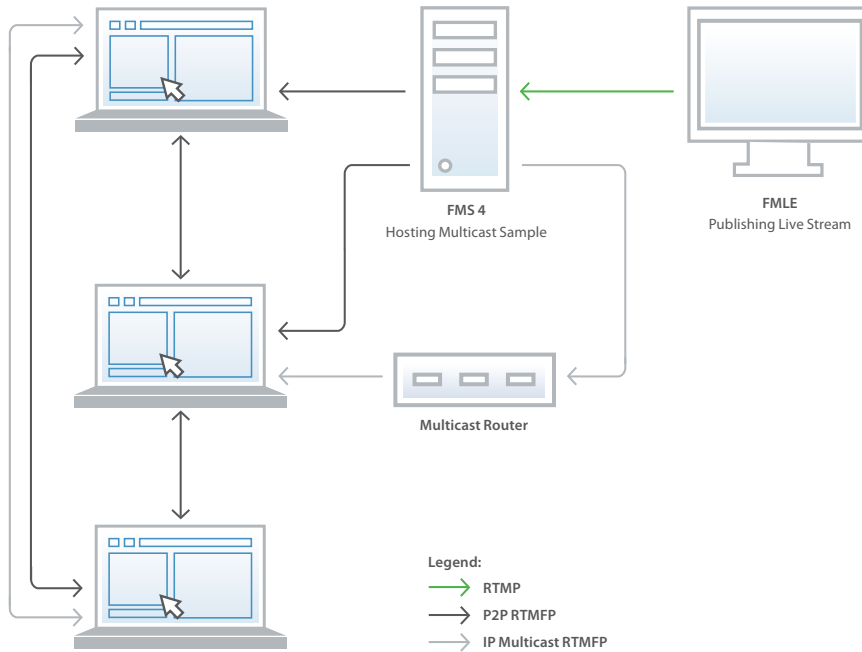 FMS 4
Hosting Multicast Sample
FMLE
Publishing Live Stream
Multicast Router
Legend:
RTMP
P2P RTMFP
IP Multicast RTMFP